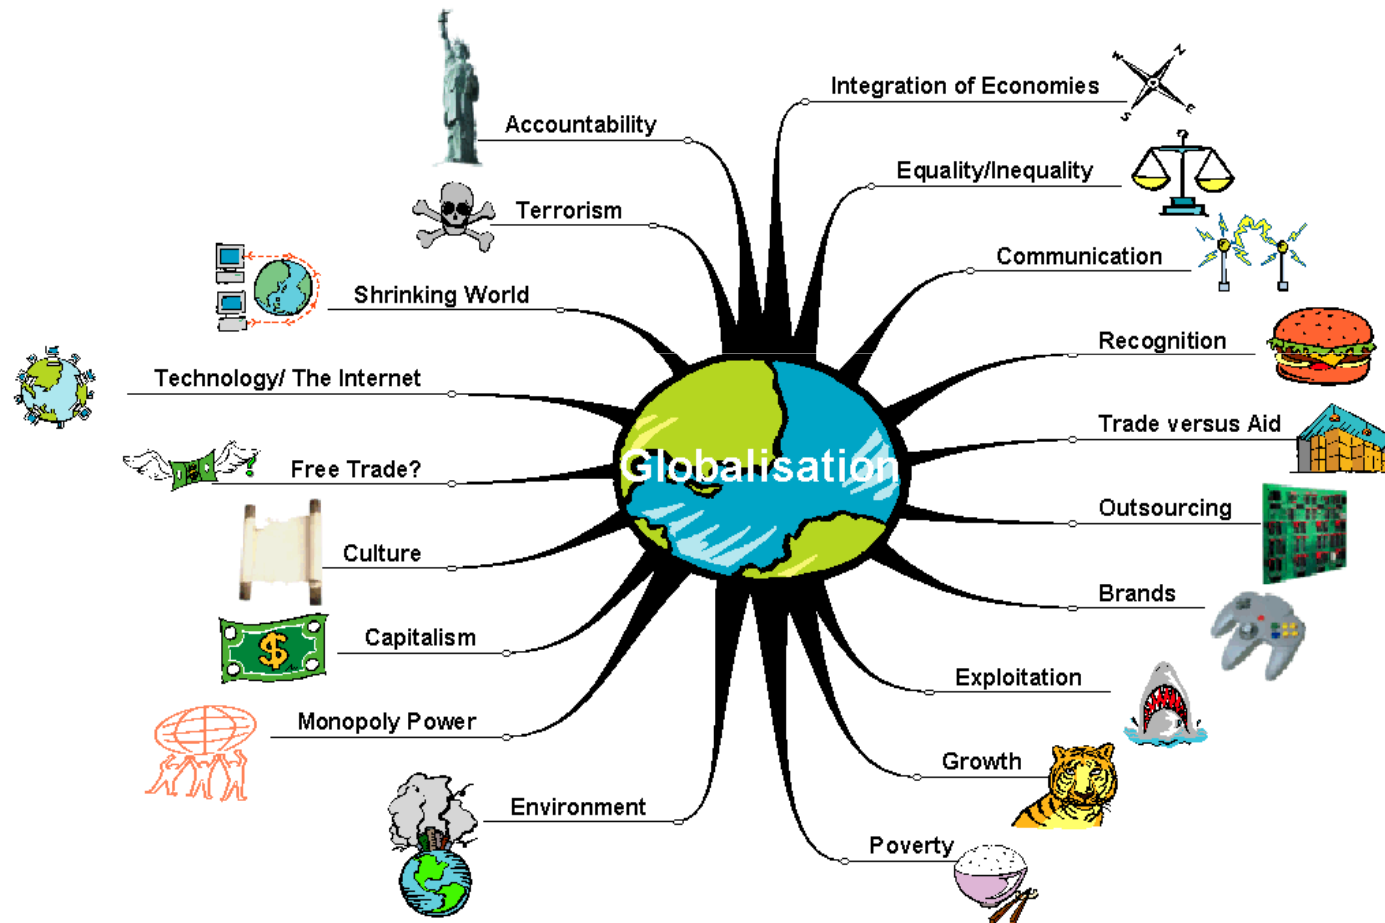 Integration of Economies
Accountability
Equality/Inequality
Terrorism
Communication
Shrinking World
Recognition
Technology/ The Internet
Trade versus Aid
Globalisation
Free Trade?
Outsourcing
Culture
Brands
Capitalism
Exploitation
Monopoly Power
Growth
Environment
Poverty
N
W
E
S
$